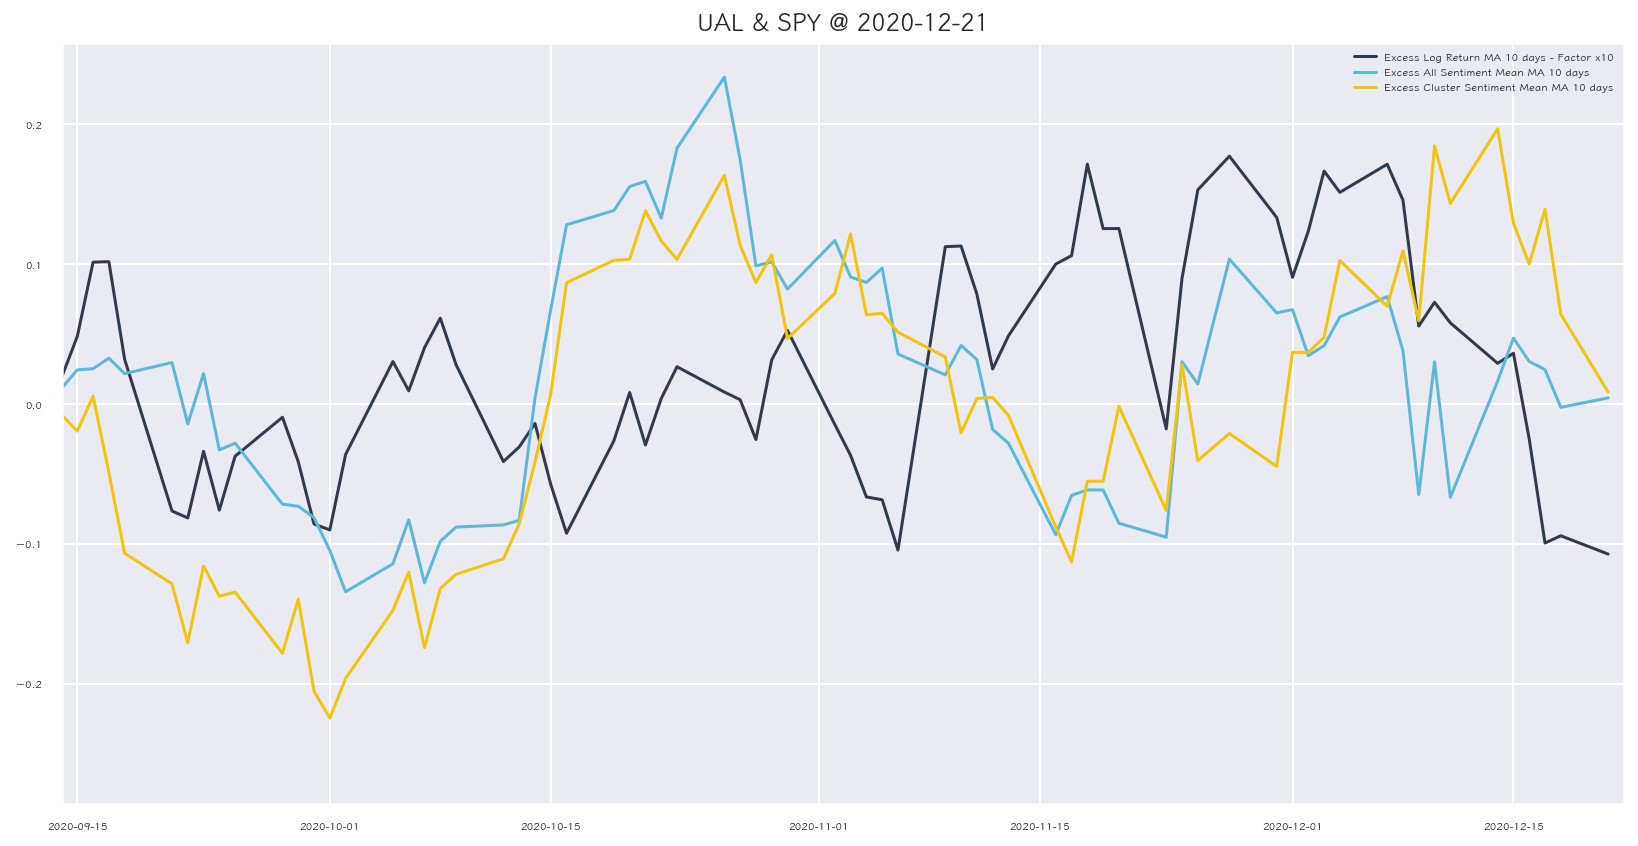 UAL & SPY @ 2020-12-21
Excess Log Return MA 10 days - Factor x10
Excess All Sentiment Mean MA 10 days
Excess Cluster Sentiment Mean MA 10 days
0.2
0.1
0.0
−0.1
−0.2
2020-09-15 2020-10-01 2020-10-15 2020-11-01 2020-11-15 2020-12-01 2020-12-15